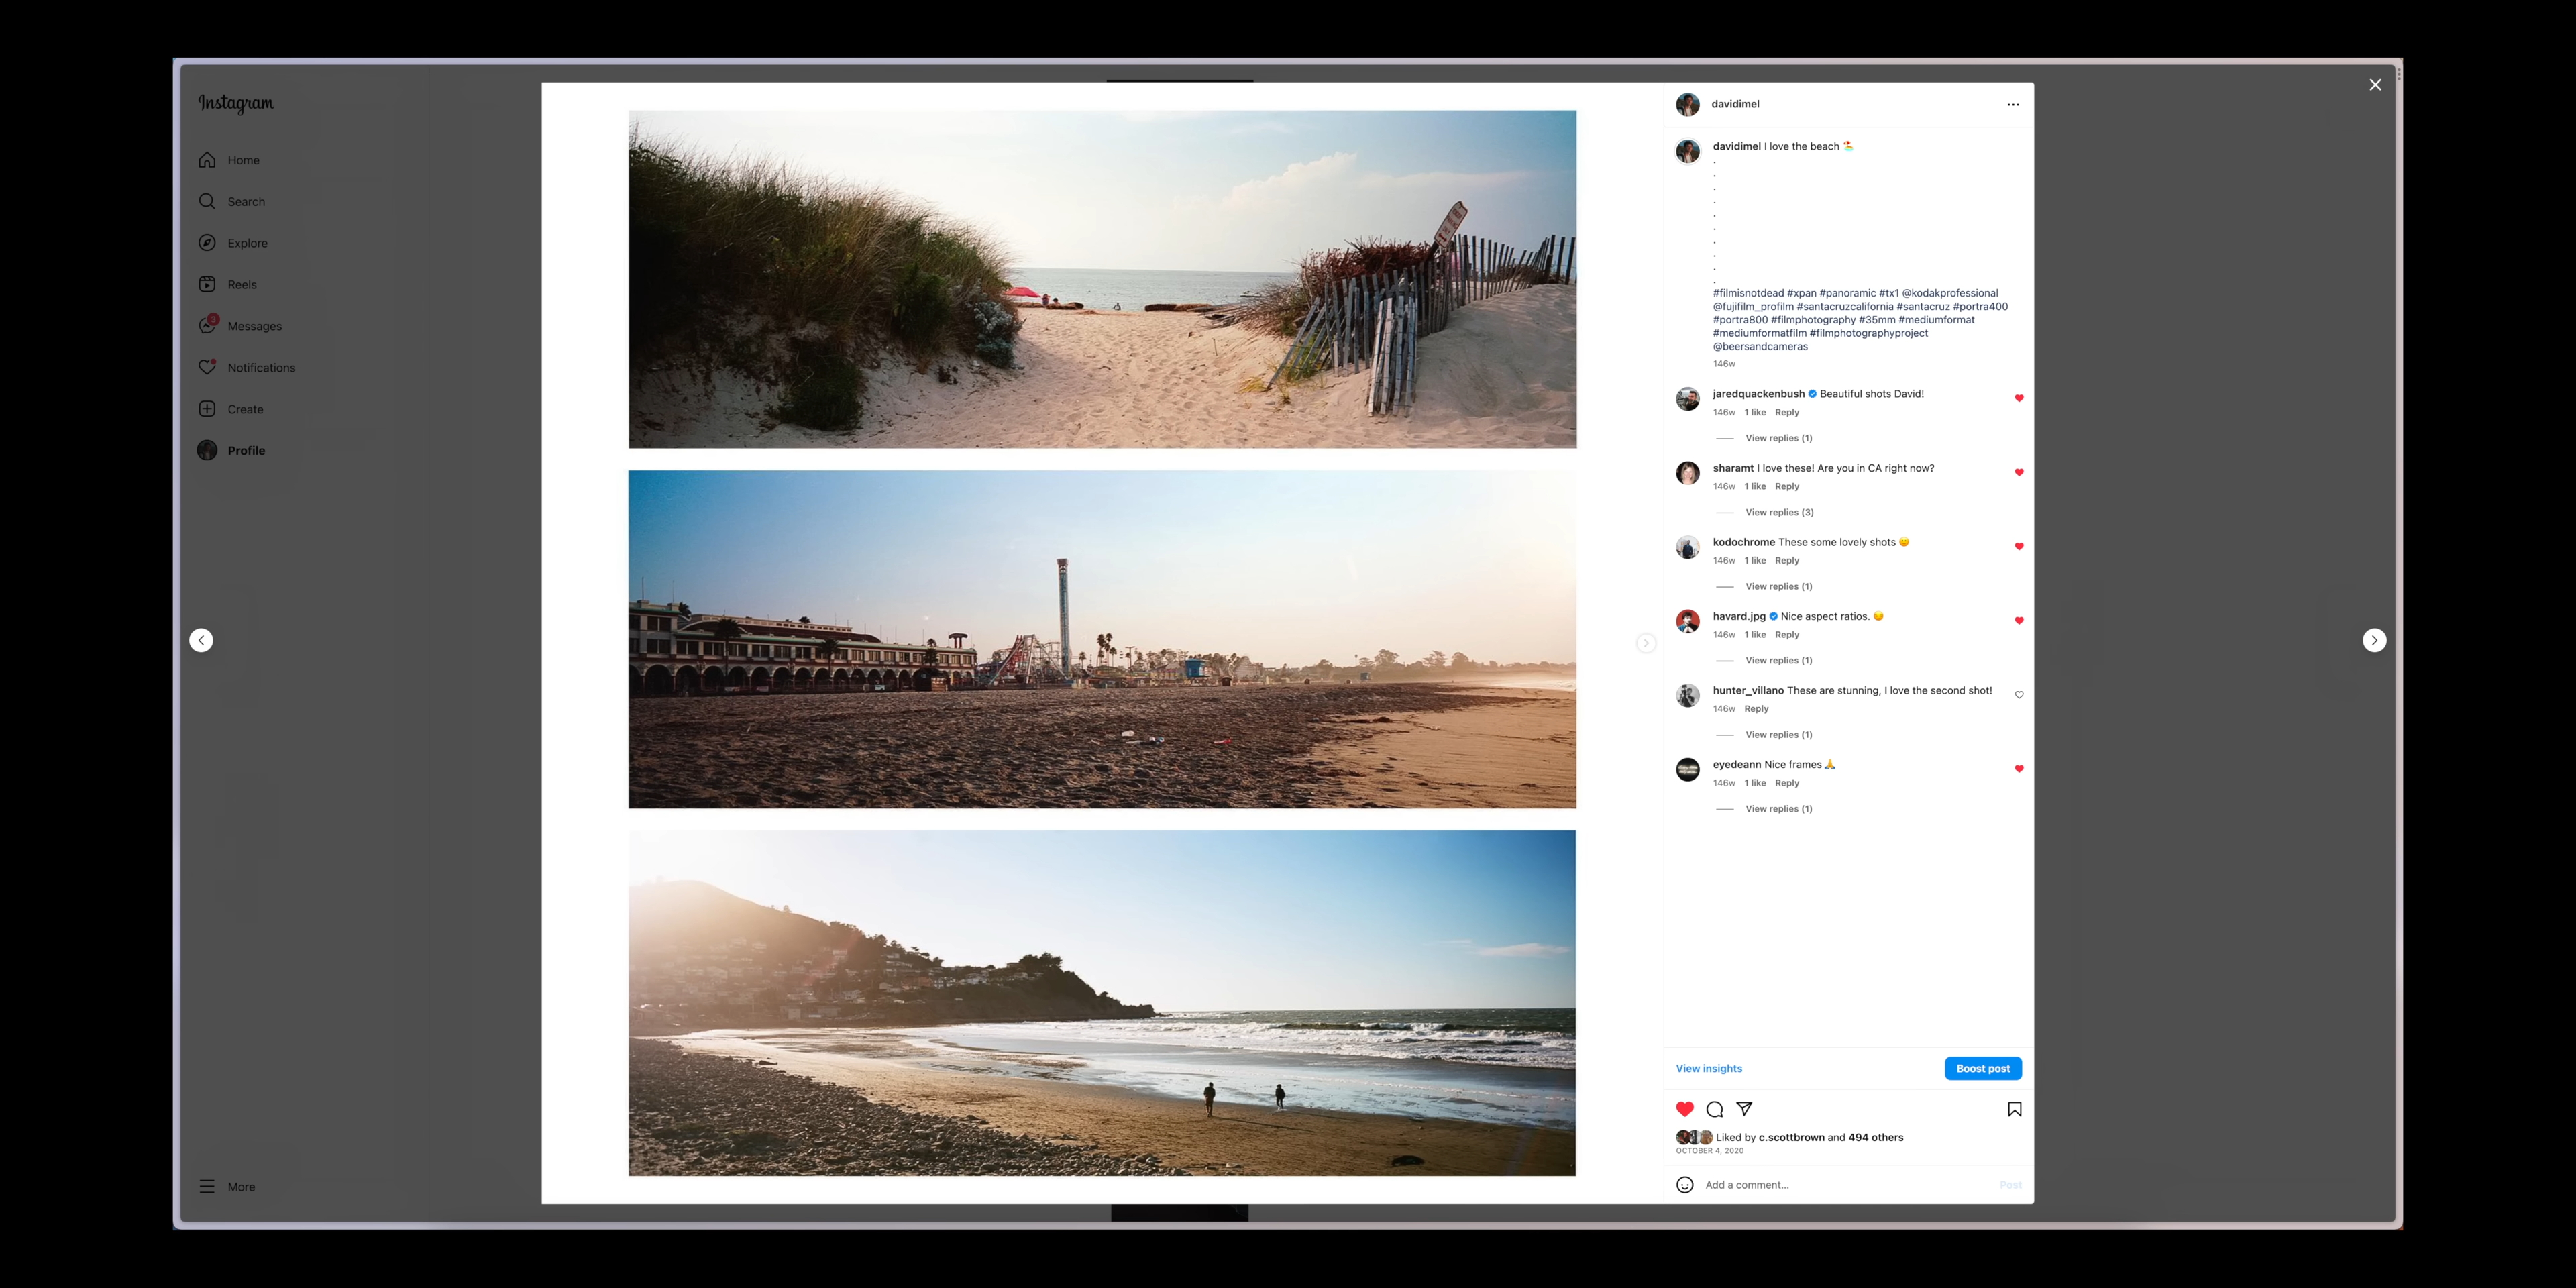 Instagram
Home
Search
Explore
Reels
3
Messages
Notifications
Create
Profile
More
davidimel
davidimel I love the beach 🏖️
.
.
.
.
.
.
.
.
.
.
#filmisnotdead #xpan #panoramic #tx1 @kodakprofessional
@fujifilm_profilm #santacruzcalifornia #santacruz #portra400
#portra800 #filmphotography #35mm #mediumformat
#mediumformatfilm #filmphotographyproject
@beersandcameras
146w
jaredquackenbush Beautiful shots David!
146w 1 like Reply
View replies (1)
sharamt I love these! Are you in CA right now?
146w 1 like Reply
View replies (3)
kodochrome These some lovely shots 😊
146w 1 like Reply
View replies (1)
havard.jpg Nice aspect ratios. 😏
146w 1 like Reply
View replies (1)
hunter_villano These are stunning, I love the second shot!
146w Reply
View replies (1)
eyedeann Nice frames 🙏
146w 1 like Reply
View replies (1)
View insights
Boost post
Liked by c.scottbrown and 494 others
OCTOBER 4, 2020
Add a comment...
Post